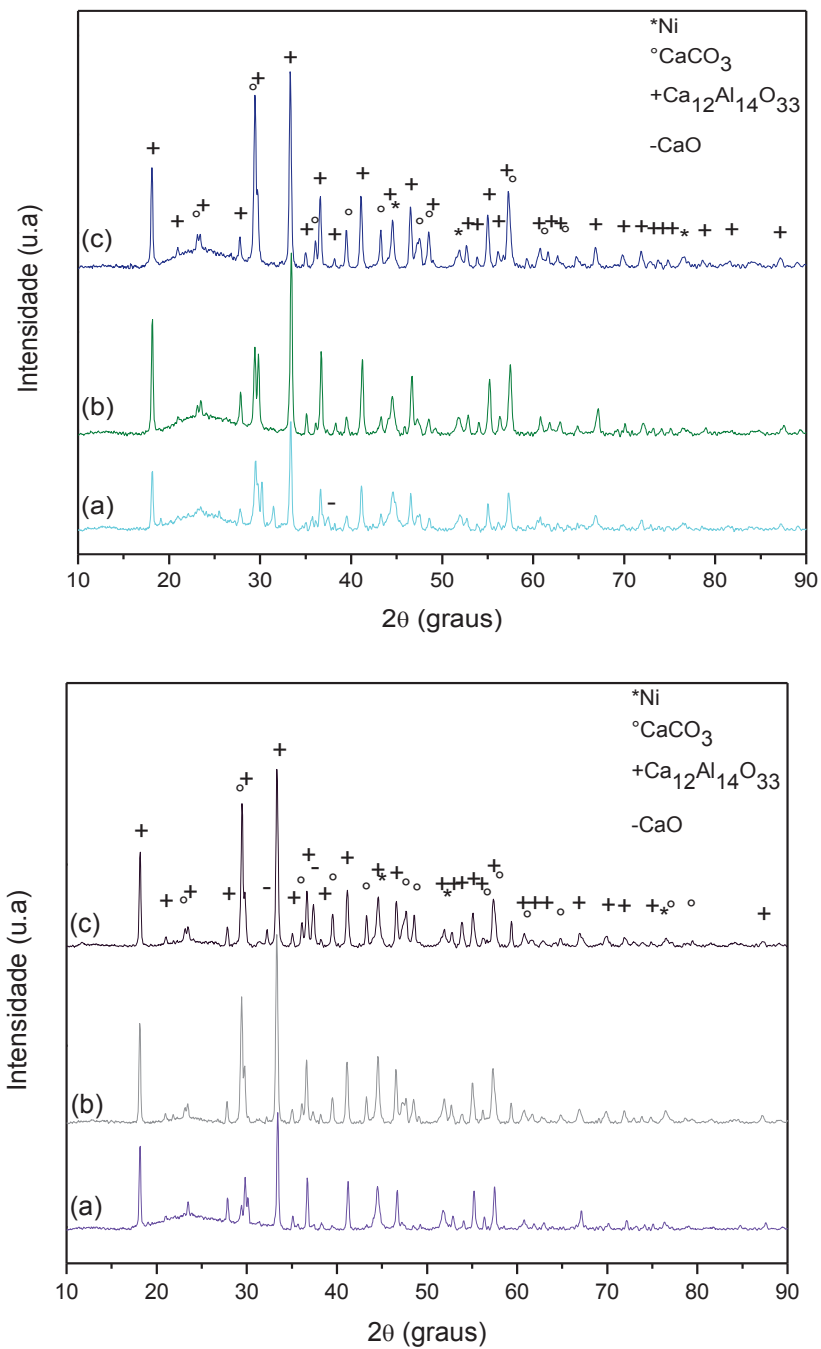 *Ni
°CaCO3
+Ca12Al14O33
-CaO
(c)
(b)
(a)
Intensidade (u.a)
10 20 30 40 50 60 70 80 90
2θ (graus)
*Ni
°CaCO3
+Ca12Al14O33
-CaO
(c)
(b)
(a)
Intensidade (u.a)
10 20 30 40 50 60 70 80 90
2θ (graus)